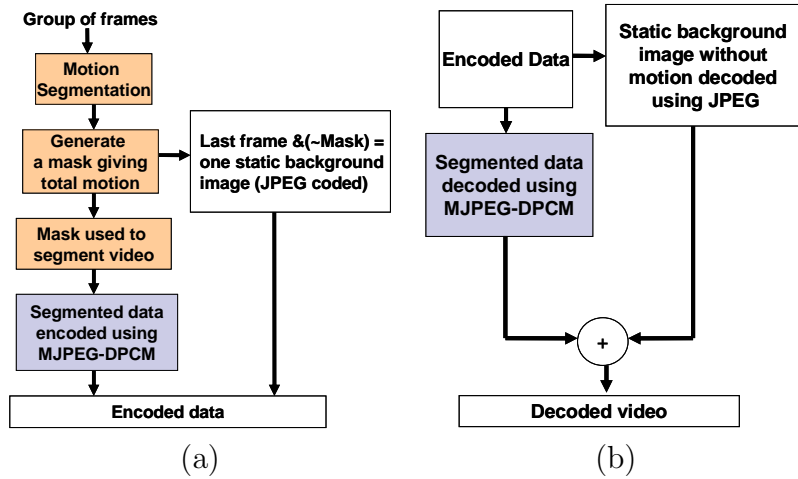 Group of frames
Motion
Segmentation
Generate
a mask giving
total motion
Last frame &(~Mask) =
one static background
image (JPEG coded)
Mask used to
segment video
Segmented data
encoded using
MJPEG-DPCM
Encoded data
(a)
Encoded Data
Static background
image without
motion decoded
using JPEG
Segmented data
decoded using
MJPEG-DPCM
+
Decoded video
(b)